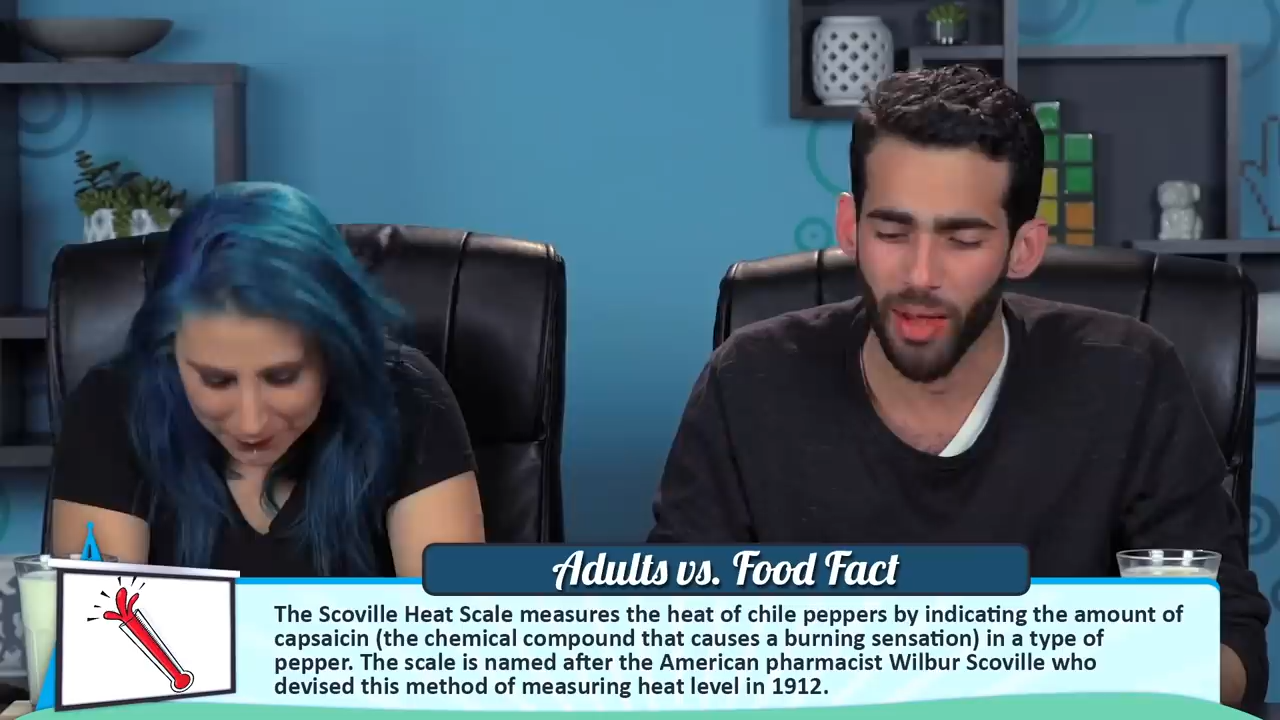 Adults vs. Food Fact
The Scoville Heat Scale measures the heat of chile peppers by indicating the amount of
capsaicin (the chemical compound that causes a burning sensation) in a type of
pepper. The scale is named after the American pharmacist Wilbur Scoville who
devised this method of measuring heat level in 1912.